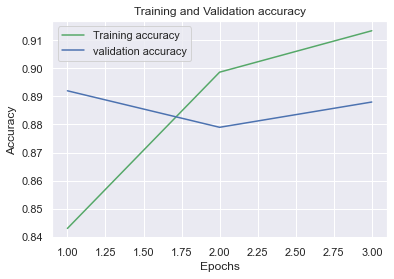 Training and Validation accuracy
Training accuracy
validation accuracy
Accuracy
0.91
0.90
0.89
0.88
0.87
0.86
0.85
0.84
1.00 1.25 1.50 1.75 2.00 2.25 2.50 2.75 3.00
Epochs